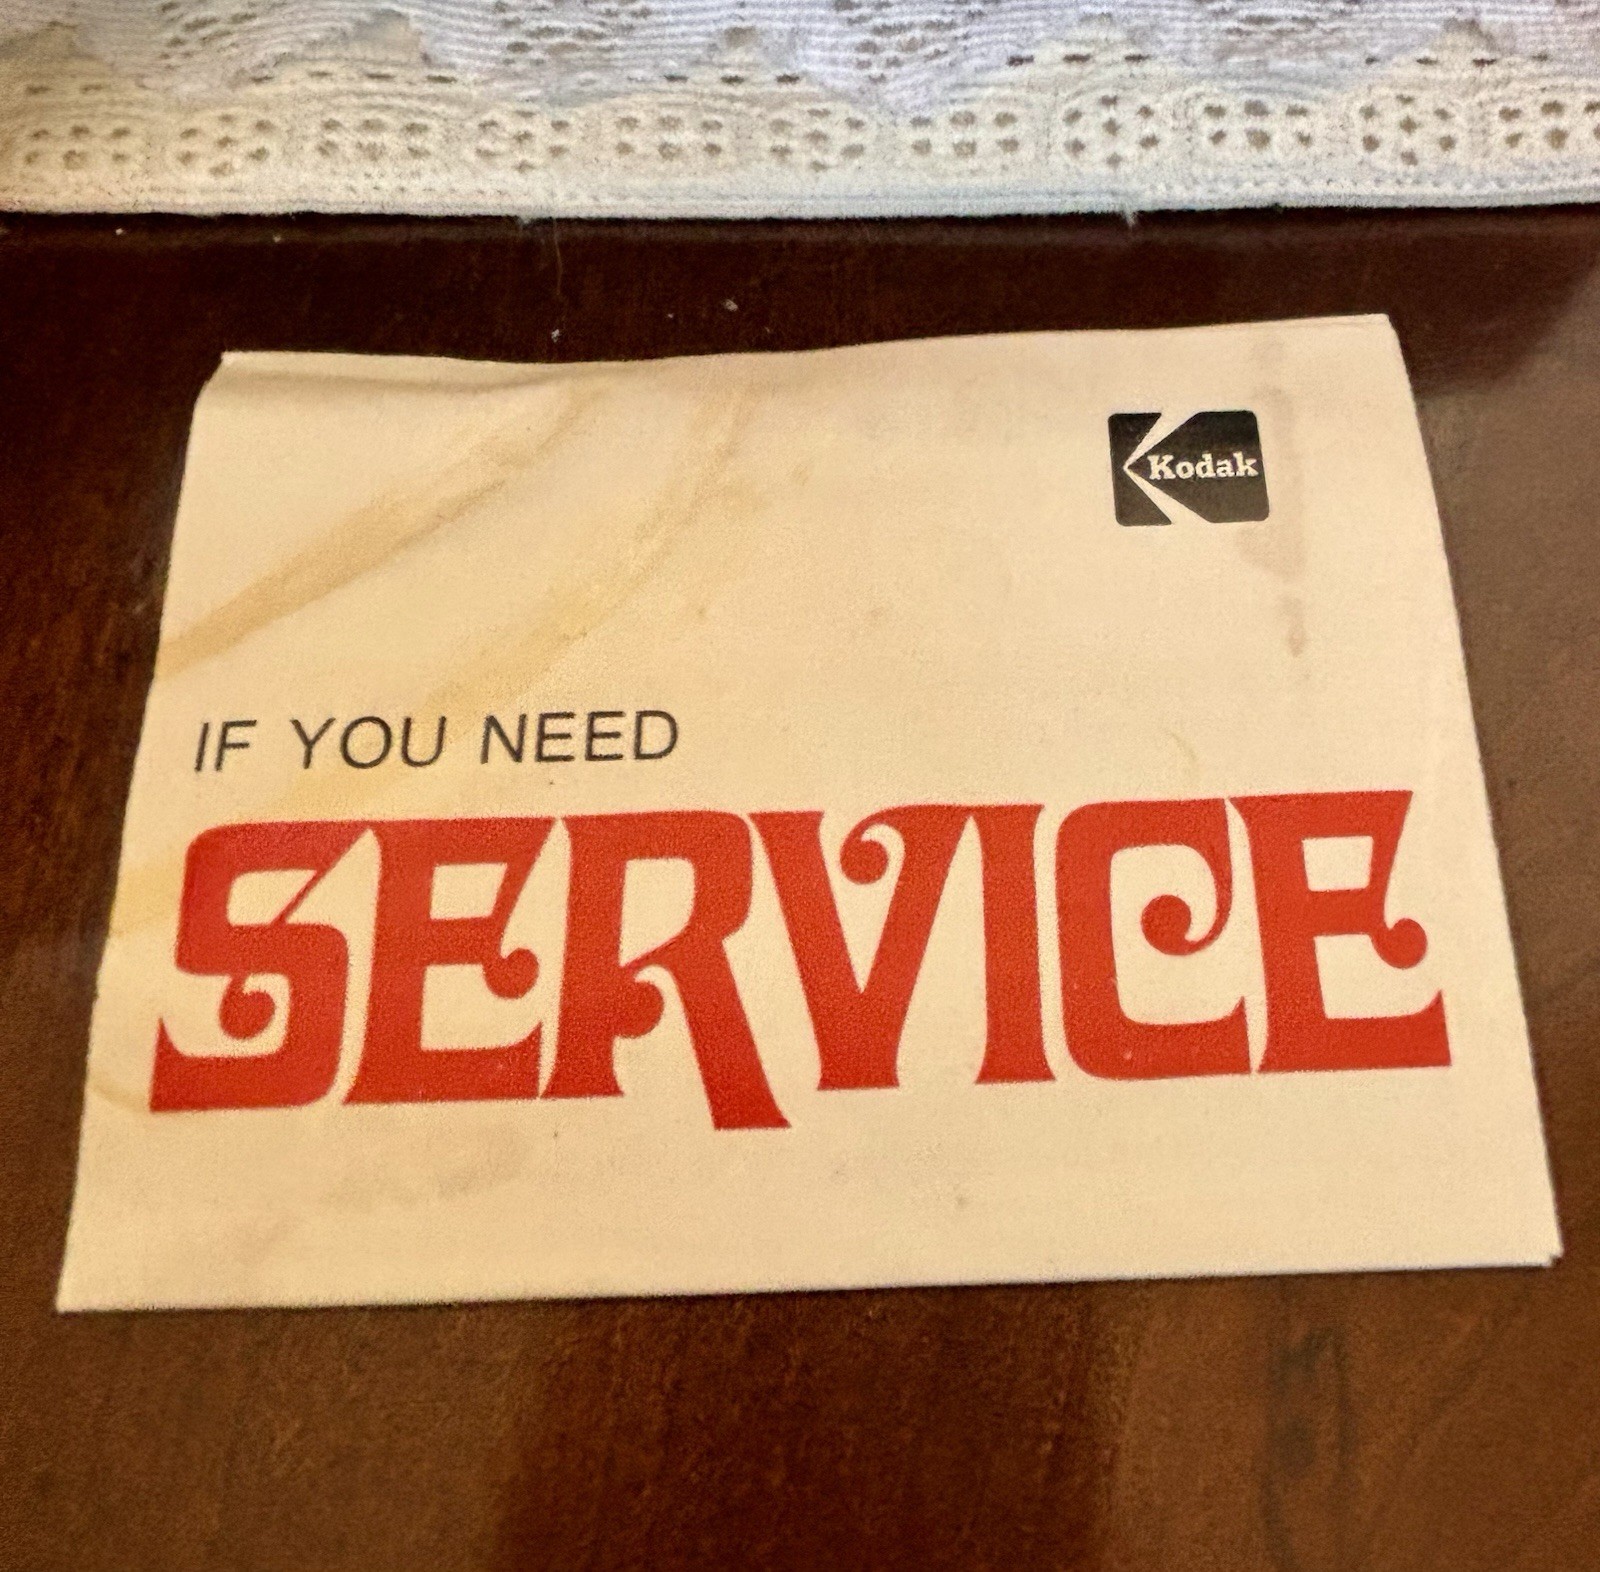 Kodak
IF YOU NEED
SERVICE